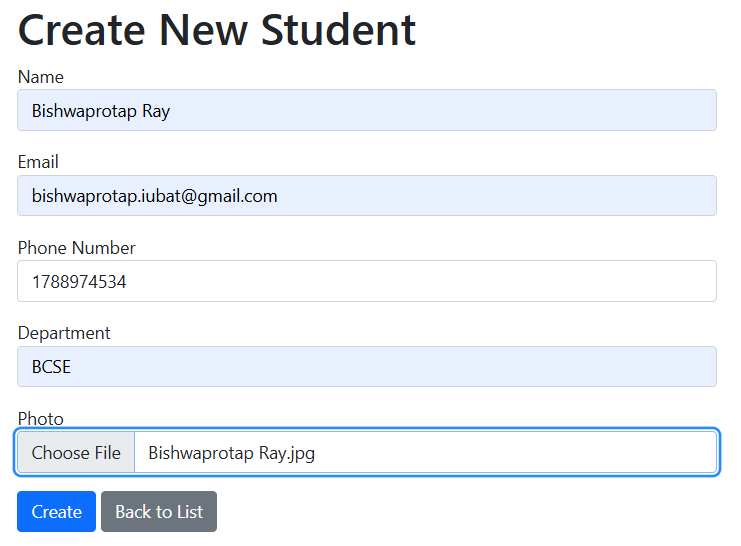 Create New Student
Name
Bishwaprotap Ray
Email
bishwaprotap.iubat@gmail.com
Phone Number
1788974534
Department
BCSE
Photo
Choose File Bishwaprotap Ray.jpg
Create Back to List